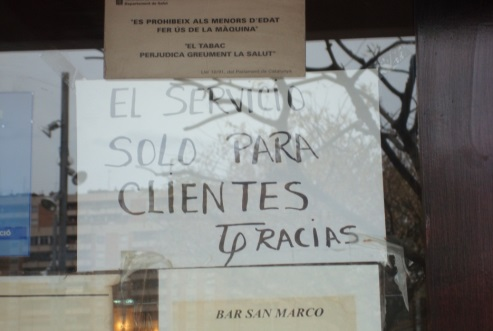 "ES PROHIBEIX ALS MENORS D'EDAT
FER ÚS DE LA MÀQUINA"
"EL TABAC
PERJUDICA GREUMENT LA SALUT"
EL SERVICIO
SOLO PARA
CLIENTES
GRACIAS
BAR SAN MARCO